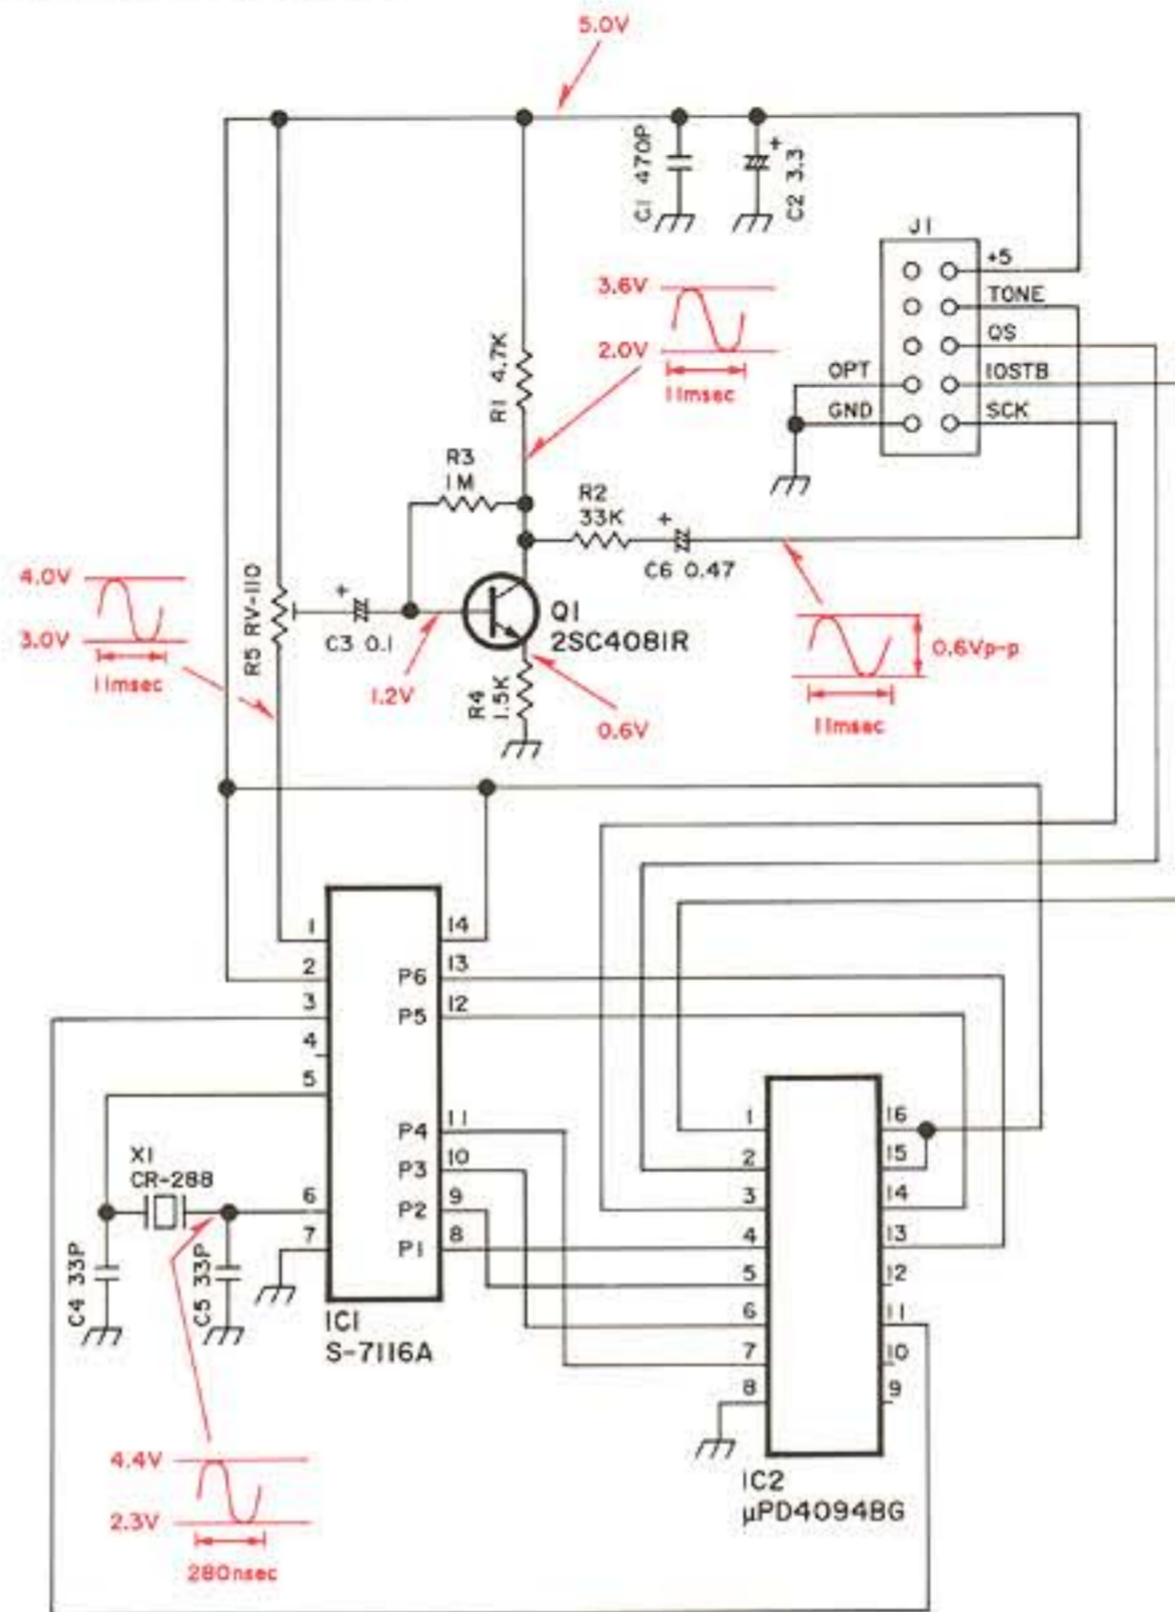 5.0V
C1 470P
C2 3.3
+
J1
+5
TONE
QS
IOSTB
SCK
OPT
GND
3.6V
2.0V
11msec
R1 4.7K
R3
1M
R2
33K
+
C6 0.47
4.0V
3.0V
11msec
R5 RV-110
+
C3 0.1
1.2V
Q1
2SC4081R
R4
1.5K
0.6V
0.6Vp-p
11msec
1
2
3
4
5
6
7
14
P6 13
P5 12
P4 11
P3 10
P2 9
P1 8
IC1
S-7116A
X1
CR-288
C4 33P
C5 33P
4.4V
2.3V
280nsec
1
2
3
4
5
6
7
8
16
15
14
13
12
11
10
9
IC2
µPD4094BG